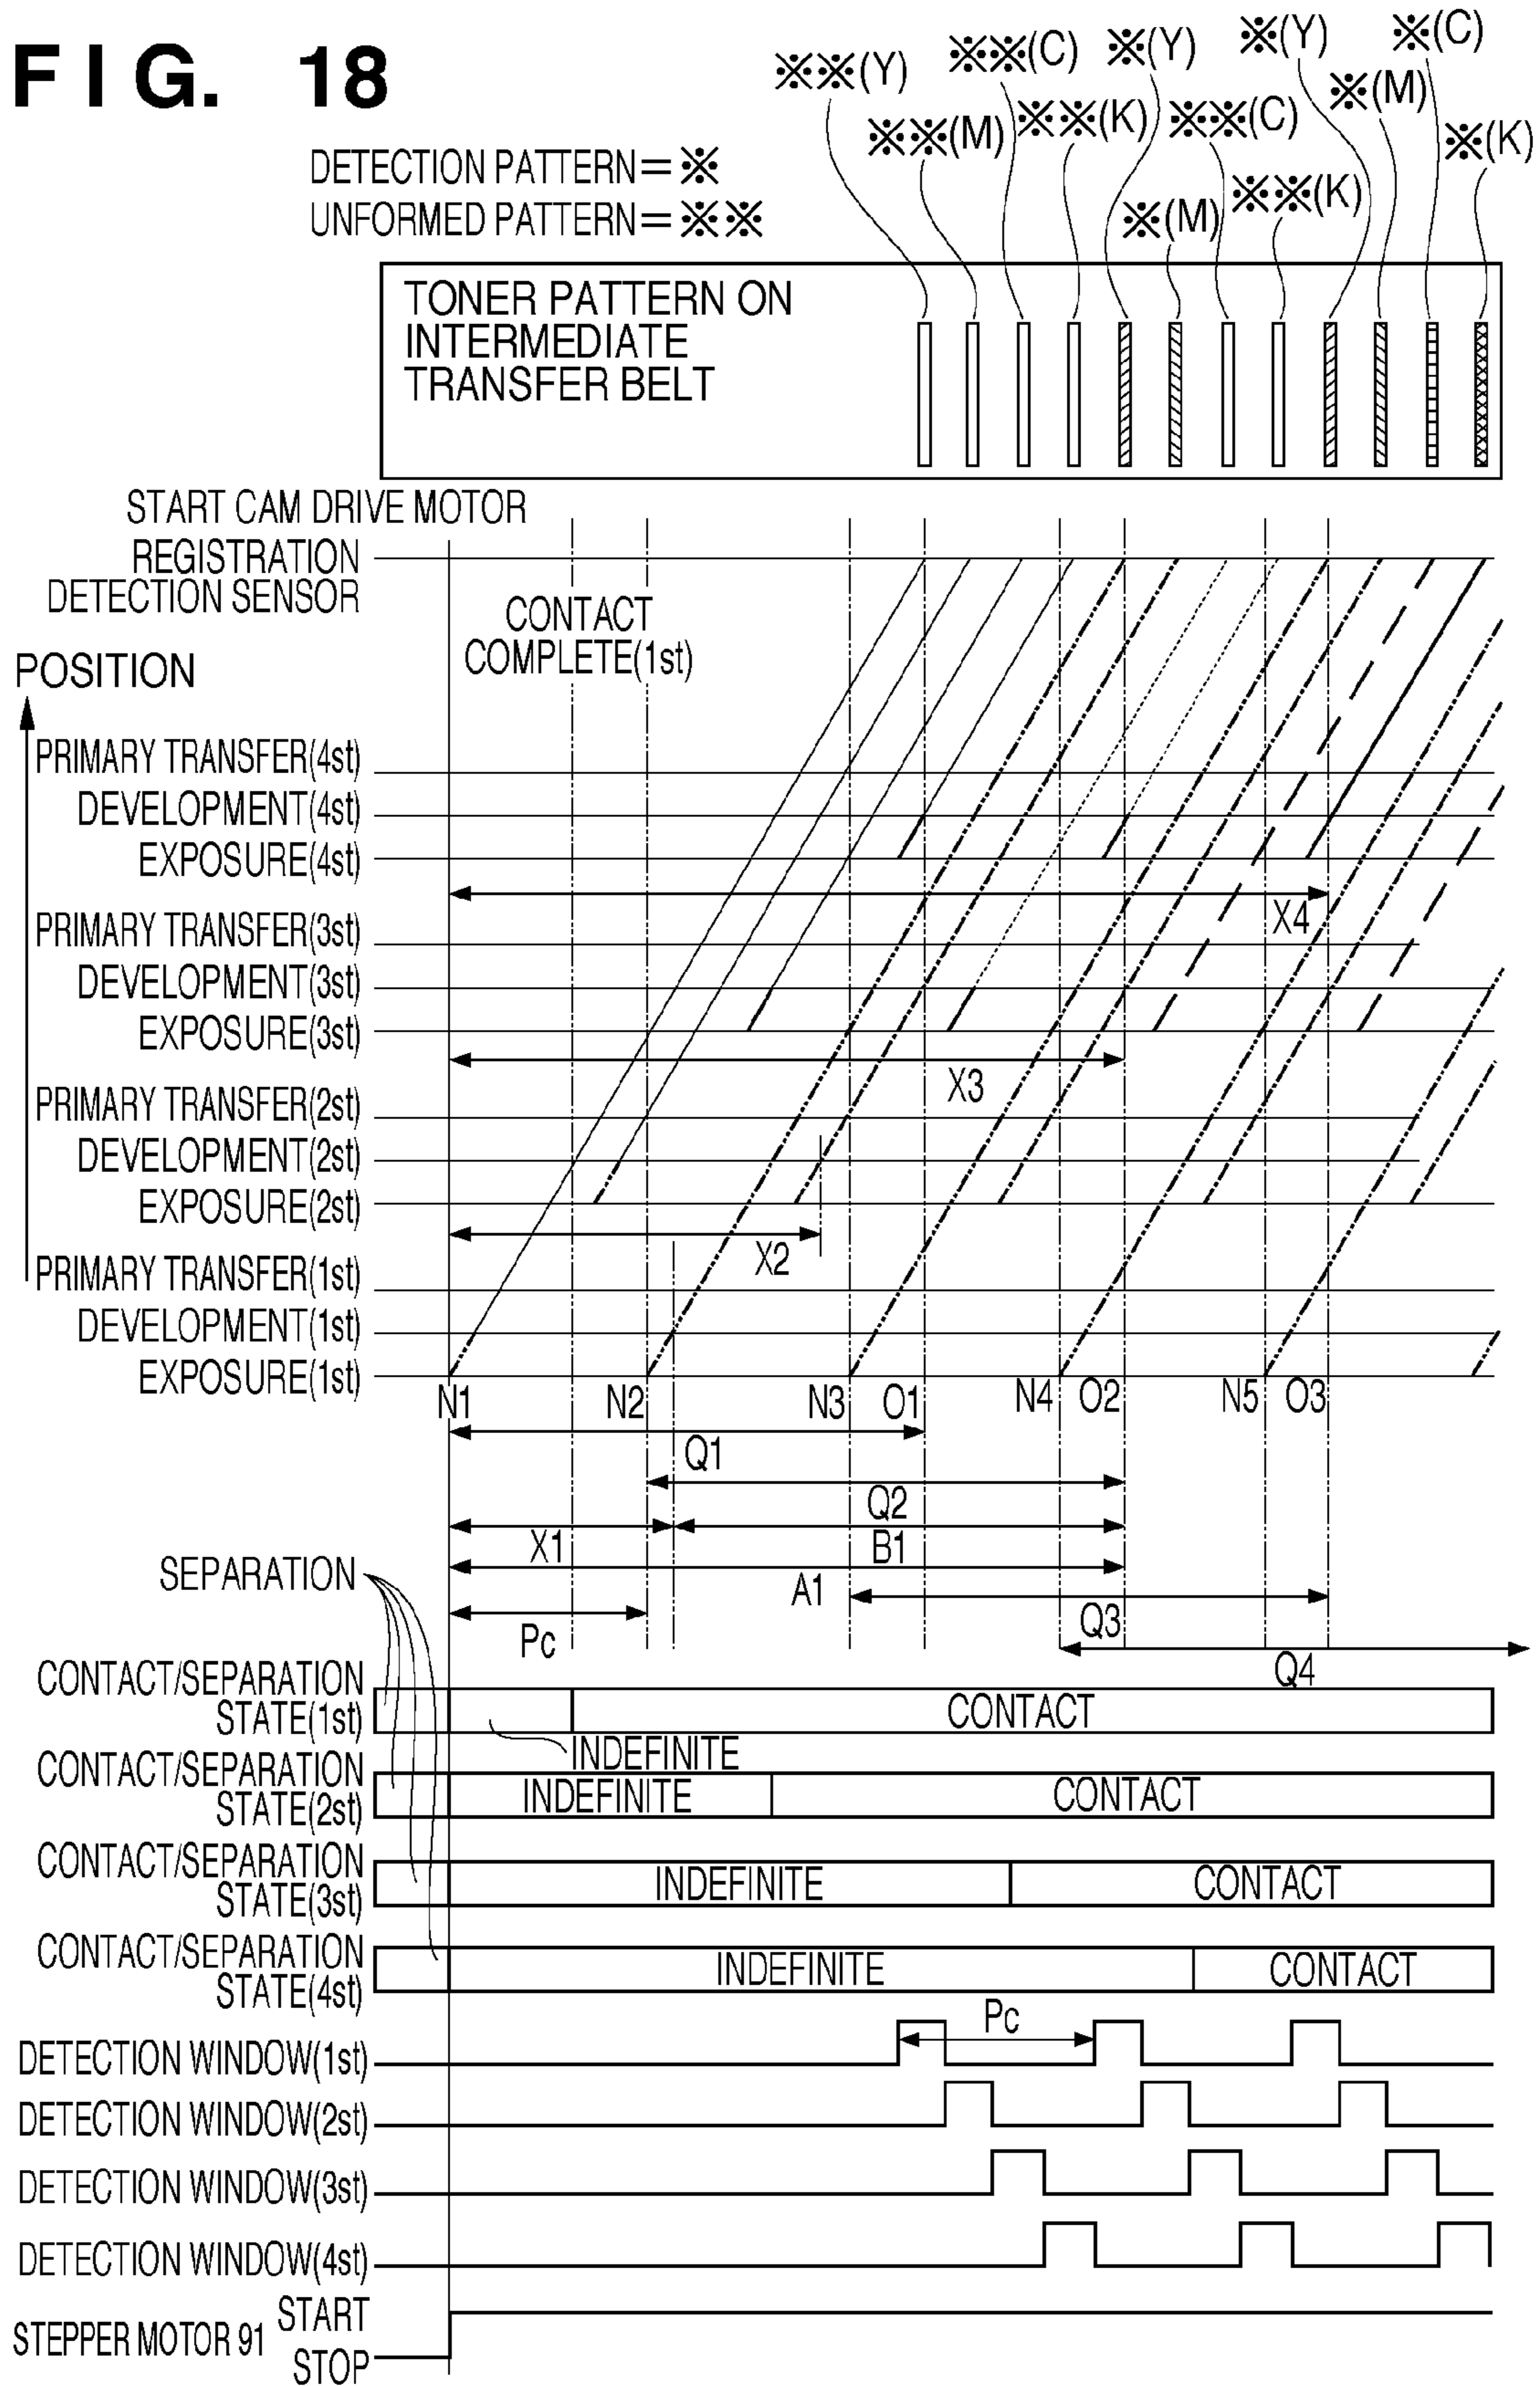 FIG. 18
※※(Y)
※※(C)
※(Y)
※(Y)
※(C)
※※(M)
※※(K)
※※(C)
※(M)
※(K)
※(M)
※※(K)
DETECTION PATTERN=※
UNFORMED PATTERN=※※
TONER PATTERN ON
INTERMEDIATE
TRANSFER BELT
START CAM DRIVE MOTOR
REGISTRATION
DETECTION SENSOR
CONTACT
COMPLETE(1st)
POSITION
PRIMARY TRANSFER(4st)
DEVELOPMENT(4st)
EXPOSURE(4st)
X4
PRIMARY TRANSFER(3st)
DEVELOPMENT(3st)
EXPOSURE(3st)
X3
PRIMARY TRANSFER(2st)
DEVELOPMENT(2st)
EXPOSURE(2st)
X2
PRIMARY TRANSFER(1st)
DEVELOPMENT(1st)
EXPOSURE(1st)
N1
N2
N3
O1
N4
O2
N5
O3
Q1
Q2
X1
B1
A1
Q3
Pc
Q4
SEPARATION
CONTACT/SEPARATION
STATE(1st)
CONTACT
INDEFINITE
CONTACT/SEPARATION
STATE(2st)
INDEFINITE
CONTACT
CONTACT/SEPARATION
STATE(3st)
INDEFINITE
CONTACT
CONTACT/SEPARATION
STATE(4st)
INDEFINITE
CONTACT
Pc
DETECTION WINDOW(1st)
DETECTION WINDOW(2st)
DETECTION WINDOW(3st)
DETECTION WINDOW(4st)
STEPPER MOTOR 91
START
STOP